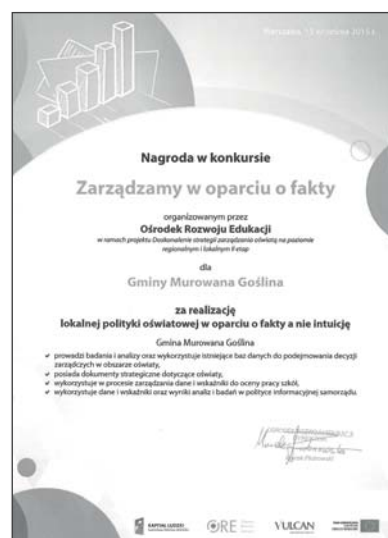 Warszawa, 13 września 2013 r.
Nagroda w konkursie
Zarządzamy w oparciu o fakty
organizowanym przez
Ośrodek Rozwoju Edukacji
w ramach projektu Doskonalenie strategii zarządzania oświatą na poziomie
regionalnym i lokalnym II etap
dla
Gminy Murowana Goślina
za realizację
lokalnej polityki oświatowej w oparciu o fakty a nie intuicję
Gmina Murowana Goślina
✓ prowadzi badania i analizy oraz wykorzystuje istniejące baz danych do podejmowania decyzji
zarządczych w obszarze oświaty,
✓ posiada dokumenty strategiczne dotyczące oświaty,
✓ wykorzystuje w procesie zarządzania dane i wskaźniki do oceny pracy szkół,
✓ wykorzystuje dane i wskaźniki oraz wyniki analiz i badań w polityce informacyjnej samorządu.
KAPITAŁ LUDZKI
ORE
VULCAN